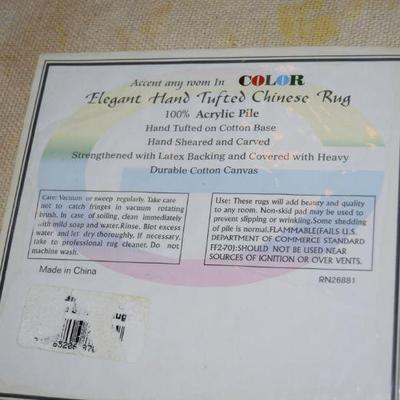 Accent any room In COLOR
Elegant Hand Tufted Chinese Rug
100% Acrylic Pile
Hand Tufted on Cotton Base
Hand Sheared and Carved
Strengthened with Latex Backing and Covered with Heavy
Durable Cotton Canvas
Care: Vacuum or sweep regularly. Take care
not to catch fringes in vacuum rotating
brush. In case of soiling, clean immediately
with mild soap and water.Rinse. Blot excess
water and let dry thoroughly. If necessary,
take to professional rug cleaner. Do not
machine wash.
Use: These rugs will add beauty and quality
to any room. Non-skid pad may be used to
prevent slipping or wrinkling. Some shedding
of pile is normal.FLAMMABLE(FAILS U.S.
DEPARTMENT OF COMMERCE STANDARD
FF2-70):SHOULD NOT BE USED NEAR
SOURCES OF IGNITION OR OVER VENTS.
Made in China
RN26881